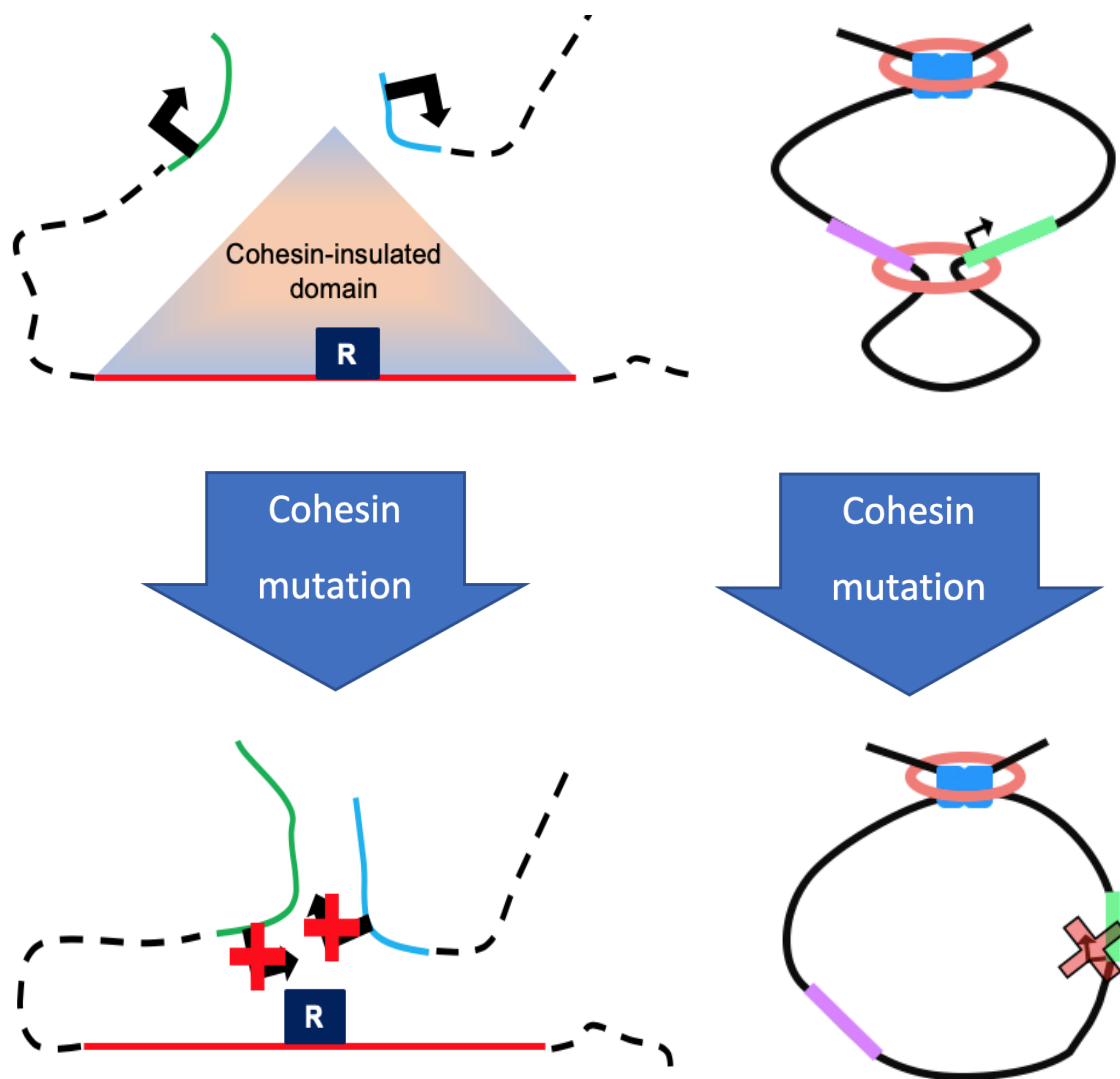 Cohesin-insulated
domain
R
Cohesin
mutation
Cohesin
mutation
R